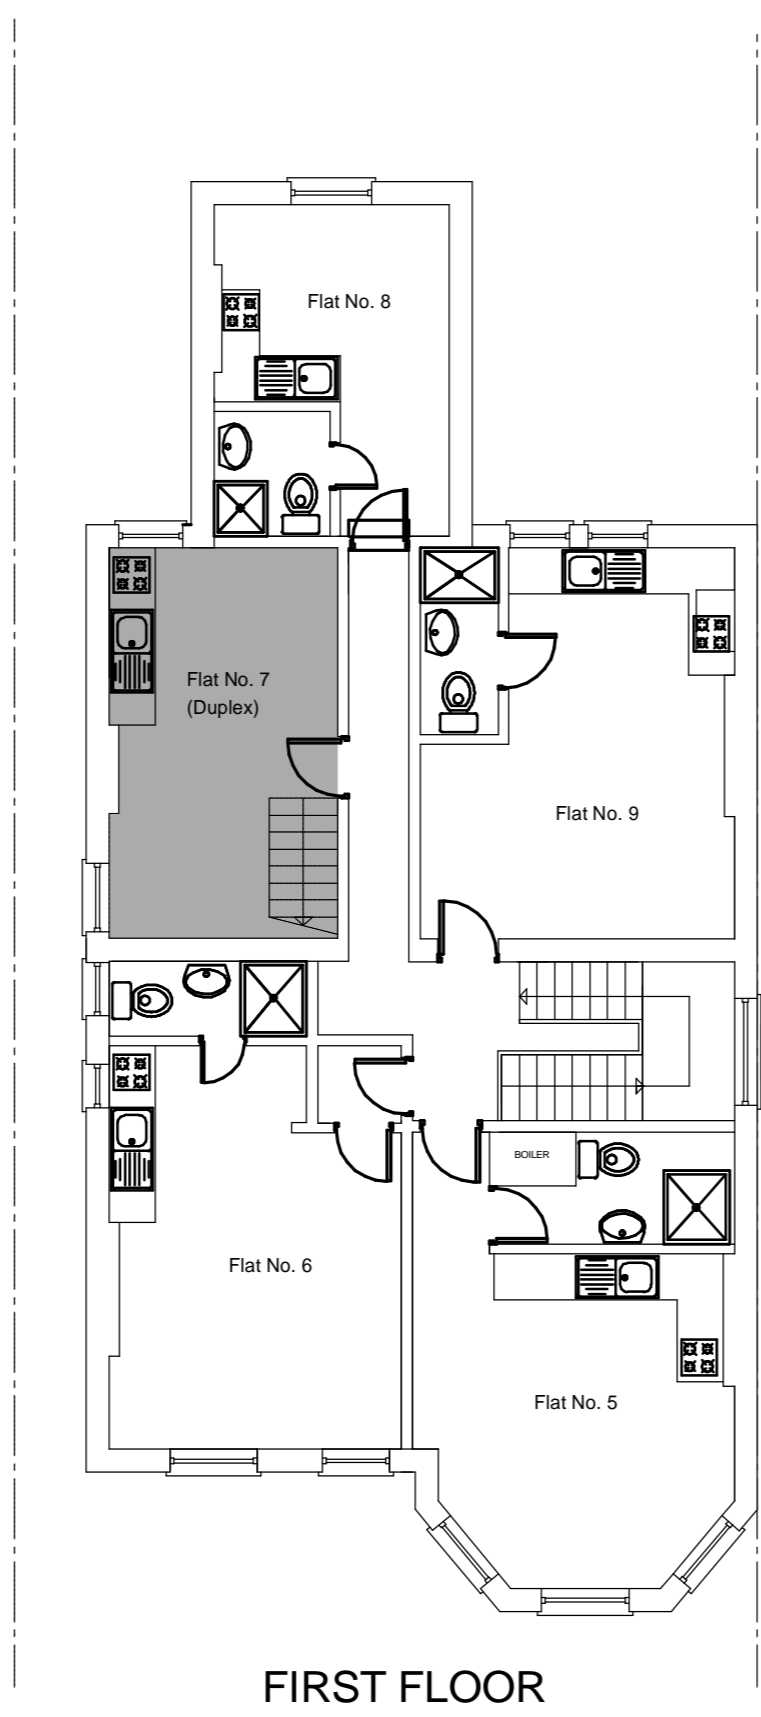 Flat No. 8
Flat No. 7
(Duplex)
Flat No. 9
BOILER
Flat No. 6
Flat No. 5
FIRST FLOOR